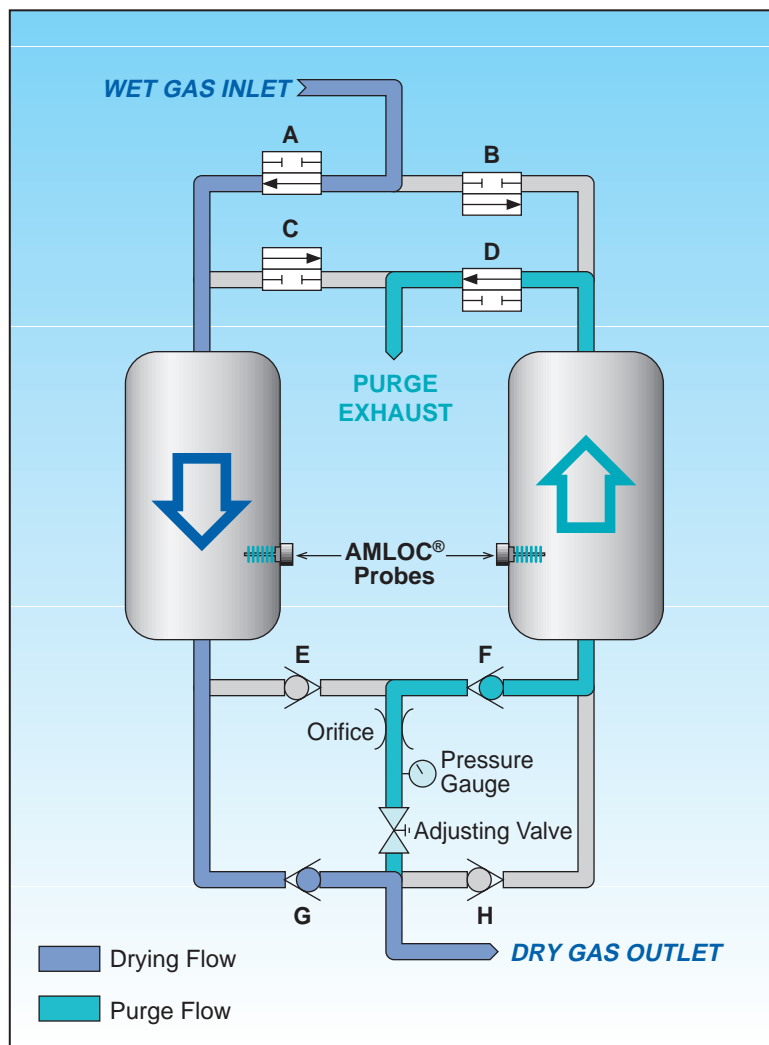 WET GAS INLET
A
B
C
D
PURGE
EXHAUST
AMLOC®
Probes
E
F
Orifice
Pressure
Gauge
Adjusting Valve
G
H
DRY GAS OUTLET
Drying Flow
Purge Flow